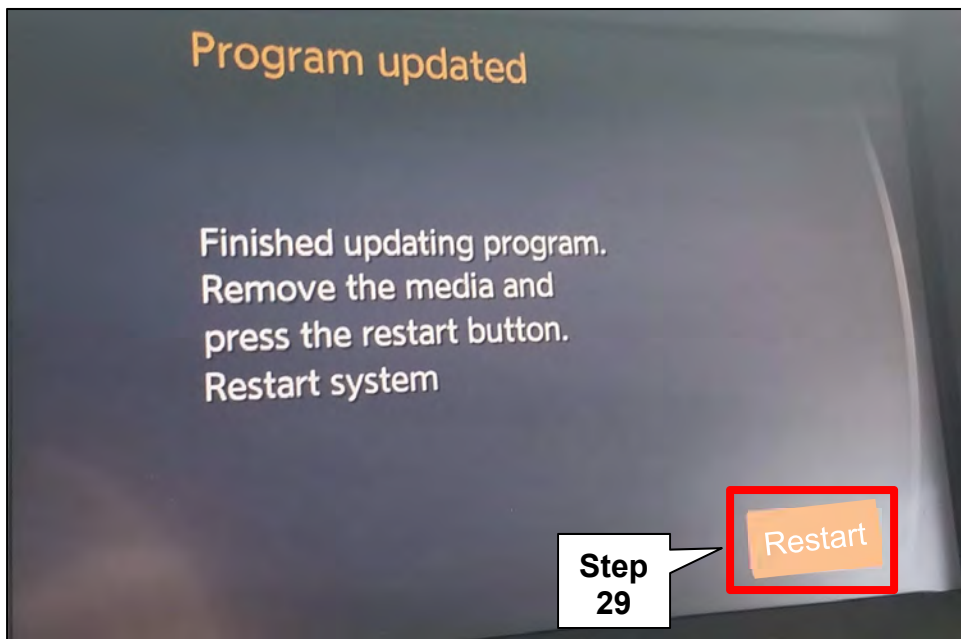 Program updated
Finished updating program.
Remove the media and
press the restart button.
Restart system
Restart
Step
29